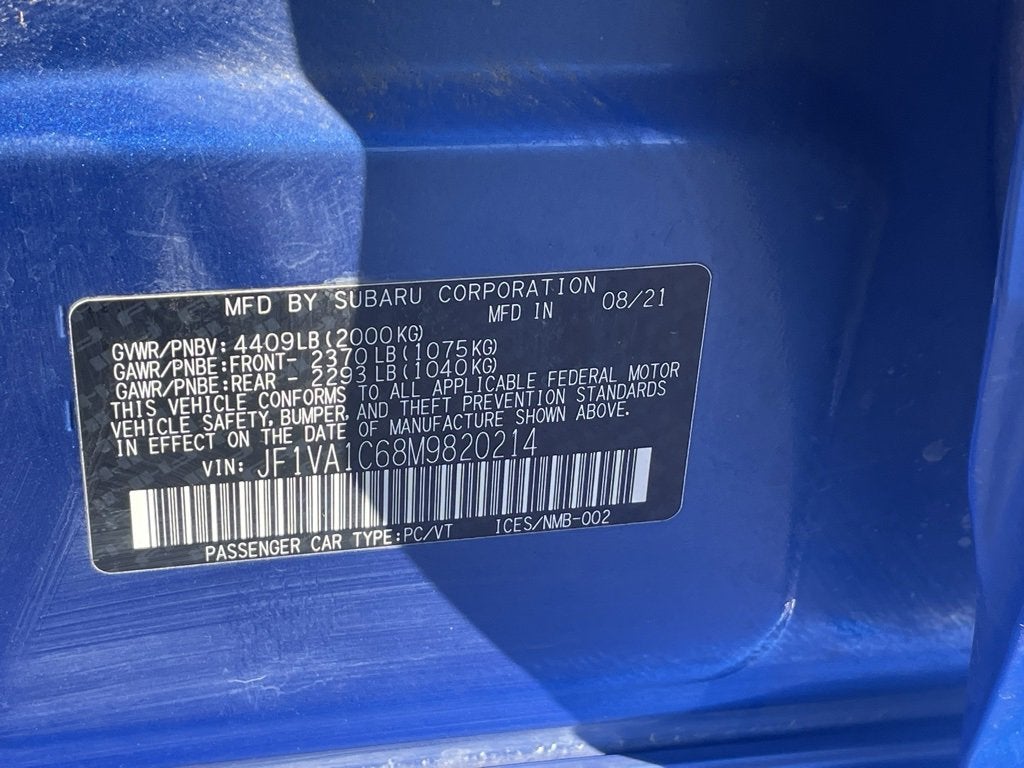 MFD BY SUBARU CORPORATION
MFD IN 08/21
GVWR/PNBV: 4409LB(2000KG)
GAWR/PNBE:FRONT- 2370LB(1075KG)
GAWR/PNBE:REAR - 2293LB(1040KG)
THIS VEHICLE CONFORMS TO ALL APPLICABLE FEDERAL MOTOR
VEHICLE SAFETY, BUMPER, AND THEFT PREVENTION STANDARDS
IN EFFECT ON THE DATE OF MANUFACTURE SHOWN ABOVE.
VIN: JF1VA1C68M9820214
PASSENGER CAR TYPE:PC/VT ICES/NMB-002